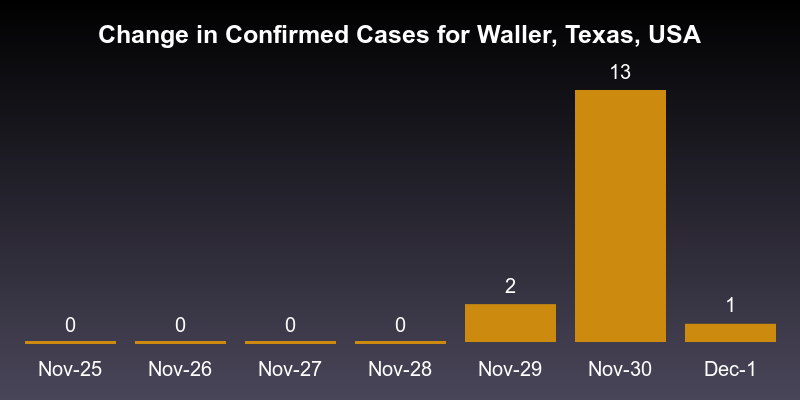 Change in Confirmed Cases for Waller, Texas, USA
13
2
1
0 0 0 0
Nov-25 Nov-26 Nov-27 Nov-28 Nov-29 Nov-30 Dec-1